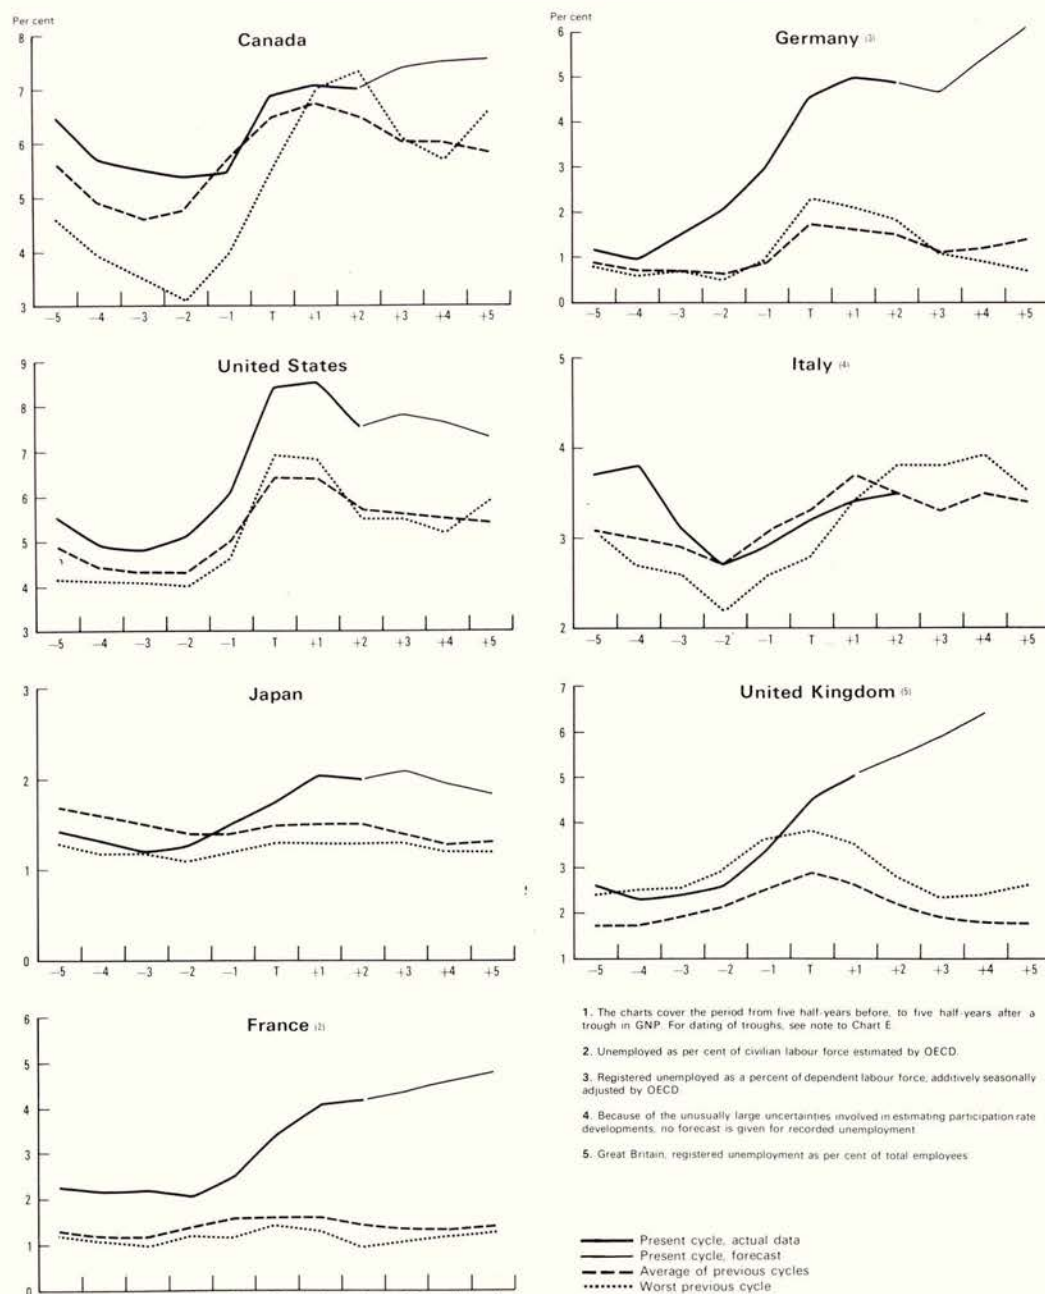 Per cent
Canada
8
7
6
5
4
3
−5 −4 −3 −2 −1 T +1 +2 +3 +4 +5
Per cent
Germany (3)
6
5
4
3
2
1
0
−5 −4 −3 −2 −1 T +1 +2 +3 +4 +5
United States
9
8
7
6
5
4
3
−5 −4 −3 −2 −1 T +1 +2 +3 +4 +5
Italy (4)
5
4
3
2
−5 −4 −3 −2 −1 T +1 +2 +3 +4 +5
Japan
3
2
1
0
−5 −4 −3 −2 −1 T +1 +2 +3 +4 +5
United Kingdom (5)
7
6
5
4
3
2
1
−5 −4 −3 −2 −1 T +1 +2 +3 +4 +5
France (2)
6
5
4
3
2
1
0
1. The charts cover the period from five half-years before, to five half-years after a
trough in GNP. For dating of troughs, see note to Chart E
2. Unemployed as per cent of civilian labour force estimated by OECD.
3. Registered unemployed as a percent of dependent labour force, additively seasonally
adjusted by OECD
4. Because of the unusually large uncertainties involved in estimating participation rate
developments, no forecast is given for recorded unemployment
5. Great Britain, registered unemployment as per cent of total employees
Present cycle, actual data
Present cycle, forecast
Average of previous cycles
Worst previous cycle